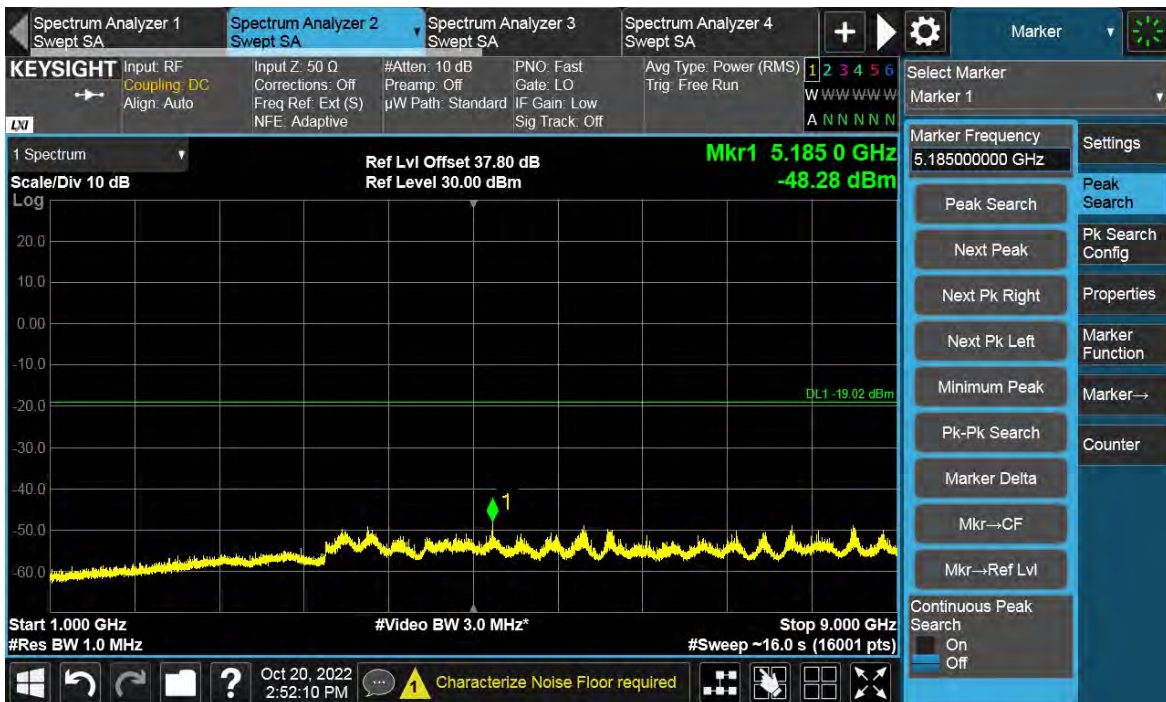 Spectrum Analyzer 1
Swept SA
Spectrum Analyzer 2
Swept SA
Spectrum Analyzer 3
Swept SA
Spectrum Analyzer 4
Swept SA
Marker
KEYSIGHT
LXI
Input: RF
Coupling: DC
Align: Auto
Input Z: 50 Ω
Corrections: Off
Freq Ref: Ext (S)
NFE: Adaptive
#Atten: 10 dB
Preamp: Off
µW Path: Standard
PNO: Fast
Gate: LO
IF Gain: Low
Sig Track: Off
Avg Type: Power (RMS)
Trig: Free Run
1 2 3 4 5 6
W W W W W W
A N N N N N
Select Marker
Marker 1
1 Spectrum
Scale/Div 10 dB
Log
Ref Lvl Offset 37.80 dB
Ref Level 30.00 dBm
Mkr1 5.185 0 GHz
-48.28 dBm
20.0
10.0
0.00
-10.0
-20.0
-30.0
-40.0
-50.0
-60.0
DL1 -19.02 dBm
1
Start 1.000 GHz
#Res BW 1.0 MHz
#Video BW 3.0 MHz*
Stop 9.000 GHz
#Sweep ~16.0 s (16001 pts)
Marker Frequency
5.185000000 GHz
Peak Search
Next Peak
Next Pk Right
Next Pk Left
Minimum Peak
Pk-Pk Search
Marker Delta
Mkr→CF
Mkr→Ref Lvl
Continuous Peak
Search
On
Off
Settings
Peak
Search
Pk Search
Config
Properties
Marker
Function
Marker→
Counter
?
Oct 20, 2022
2:52:10 PM
1
Characterize Noise Floor required